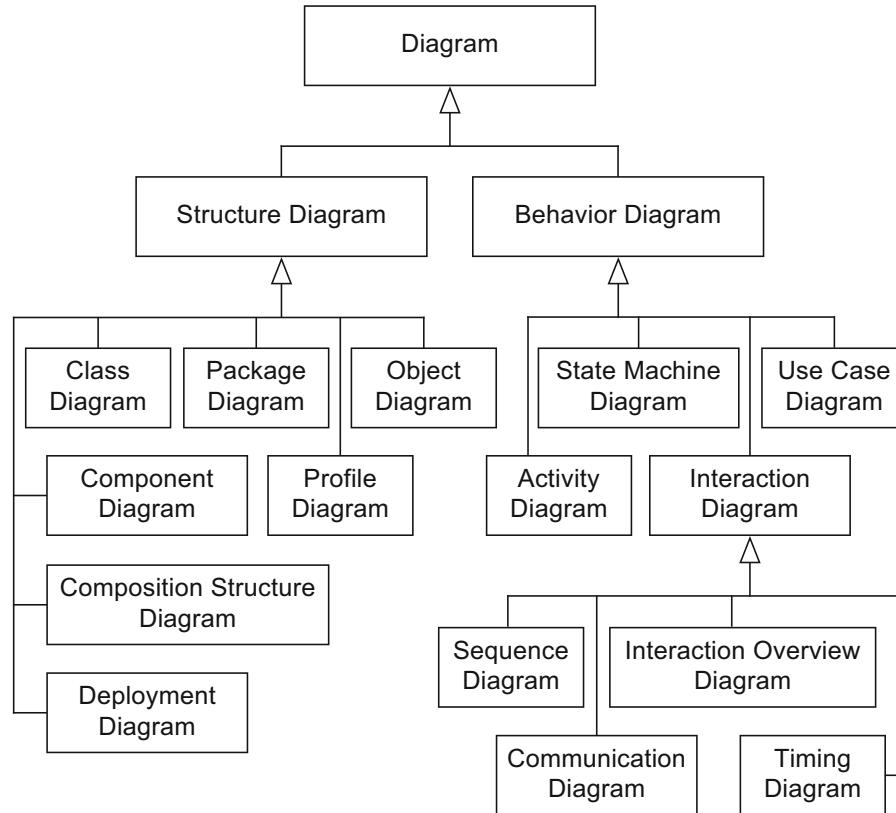 Diagram
Structure Diagram
Behavior Diagram
Class
Diagram
Package
Diagram
Object
Diagram
State Machine
Diagram
Use Case
Diagram
Component
Diagram
Profile
Diagram
Activity
Diagram
Interaction
Diagram
Composition Structure
Diagram
Sequence
Diagram
Interaction Overview
Diagram
Deployment
Diagram
Communication
Diagram
Timing
Diagram